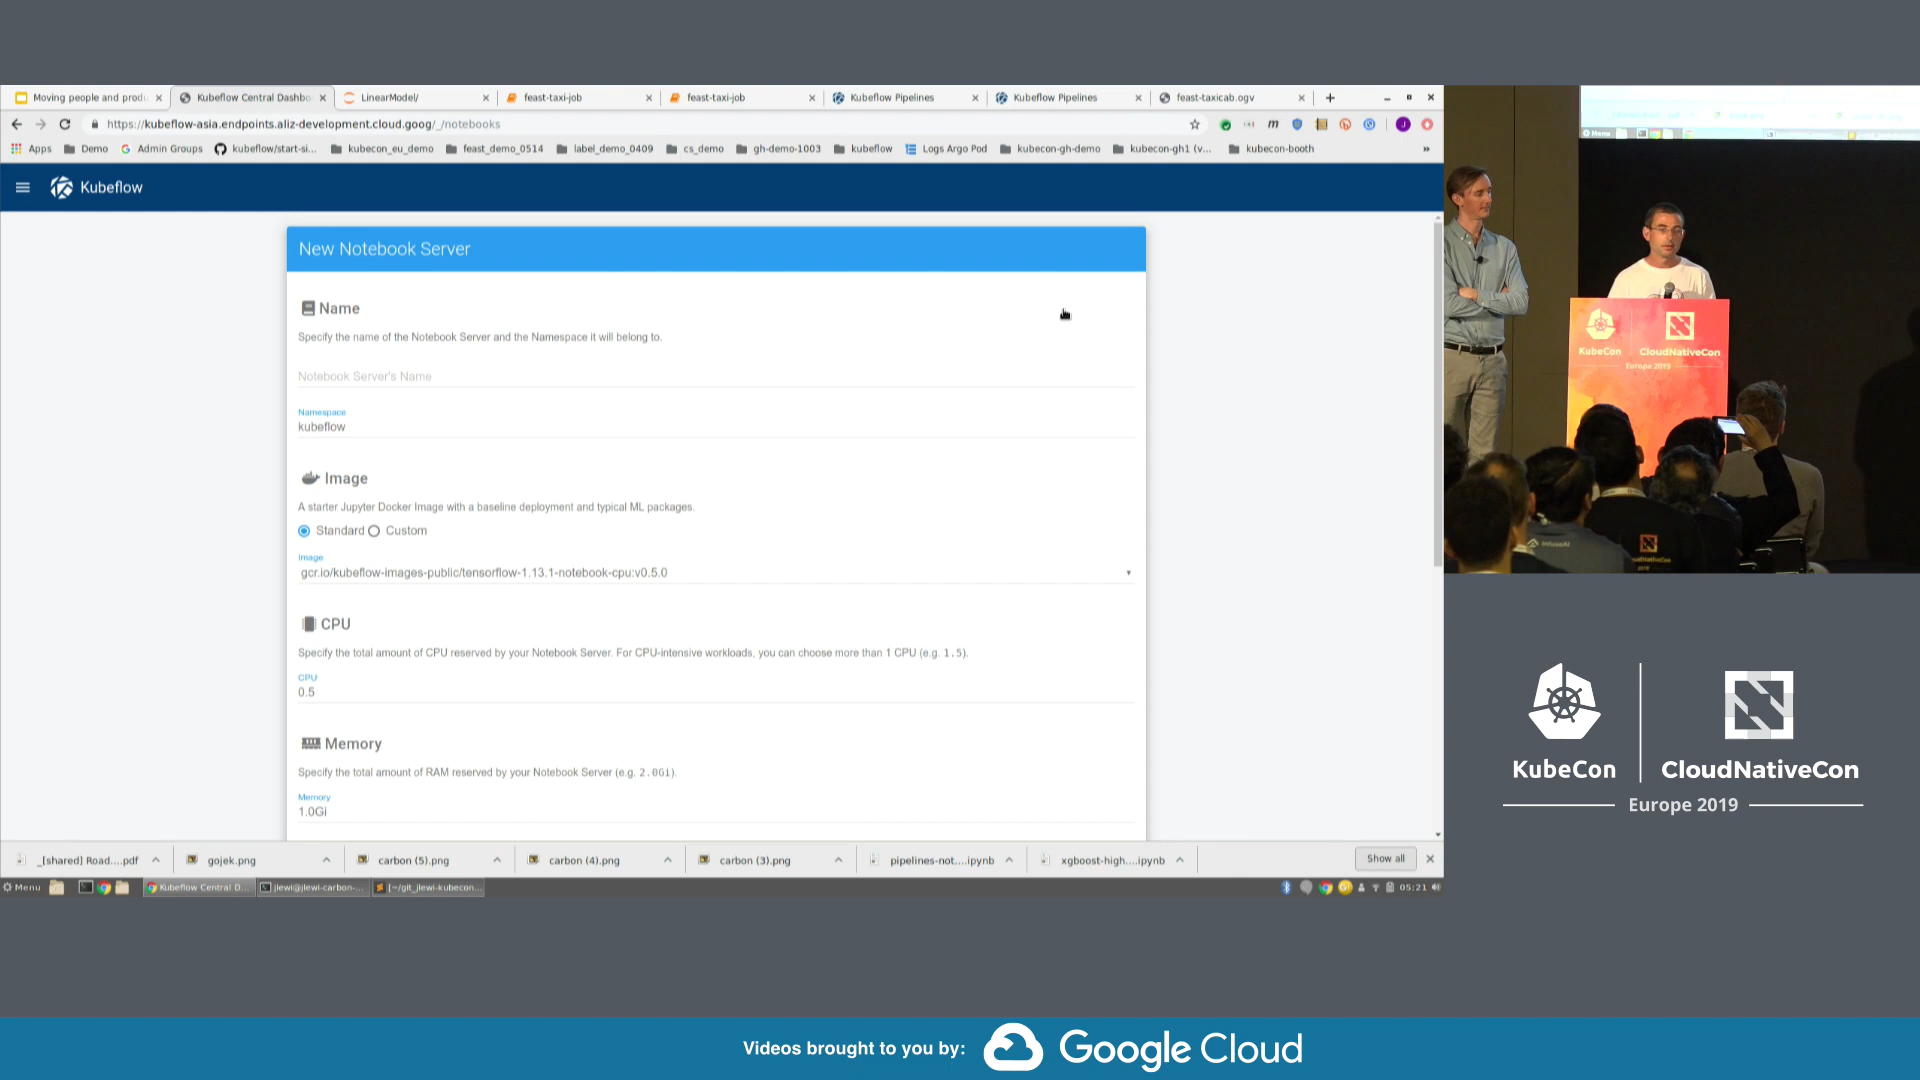 Moving people and produ
Kubeflow Central Dashbo
LinearModel/
feast-taxi-job
feast-taxi-job
Kubeflow Pipelines
Kubeflow Pipelines
feast-taxicab.ogv
https://kubeflow-asia.endpoints.aliz-development.cloud.goog/_/notebooks
Apps
Demo
Admin Groups
kubeflow/start-si...
kubecon_eu_demo
feast_demo_0514
label_demo_0409
cs_demo
gh-demo-1003
kubeflow
Logs Argo Pod
kubecon-gh-demo
kubecon-gh1 (v...
kubecon-booth
Kubeflow
New Notebook Server
Name
Specify the name of the Notebook Server and the Namespace it will belong to.
Notebook Server's Name
Namespace
kubeflow
Image
A starter Jupyter Docker Image with a baseline deployment and typical ML packages.
Standard Custom
Image
gcr.io/kubeflow-images-public/tensorflow-1.13.1-notebook-cpu:v0.5.0
CPU
Specify the total amount of CPU reserved by your Notebook Server. For CPU-intensive workloads, you can choose more than 1 CPU (e.g. 1.5).
CPU
0.5
Memory
Specify the total amount of RAM reserved by your Notebook Server (e.g. 2.0Gi).
Memory
1.0Gi
_[shared] Road....pdf
gojek.png
carbon (5).png
carbon (4).png
carbon (3).png
pipelines-not....ipynb
xgboost-high....ipynb
Show all
Menu
Kubeflow Central D...
jlewi@jlewi-carbon-...
[~/git_jlewi-kubecon...
05:21
KubeCon
CloudNativeCon
Europe 2019
KubeCon
CloudNativeCon
Europe 2019
Videos brought to you by:
Google Cloud